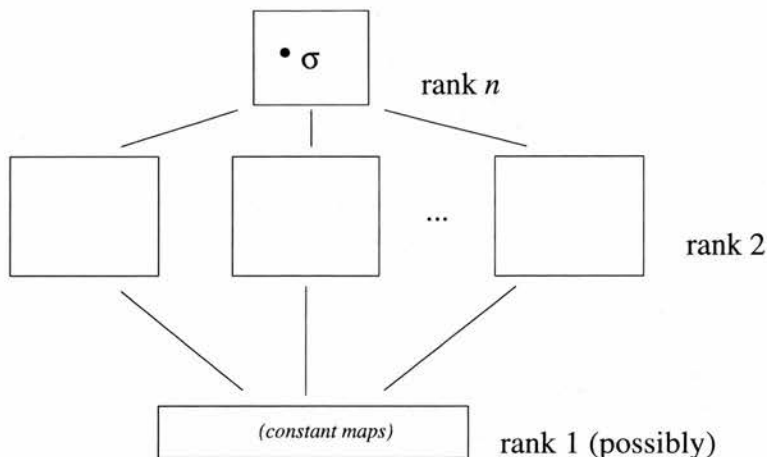 σ
rank n
...
rank 2
(constant maps)
rank 1 (possibly)